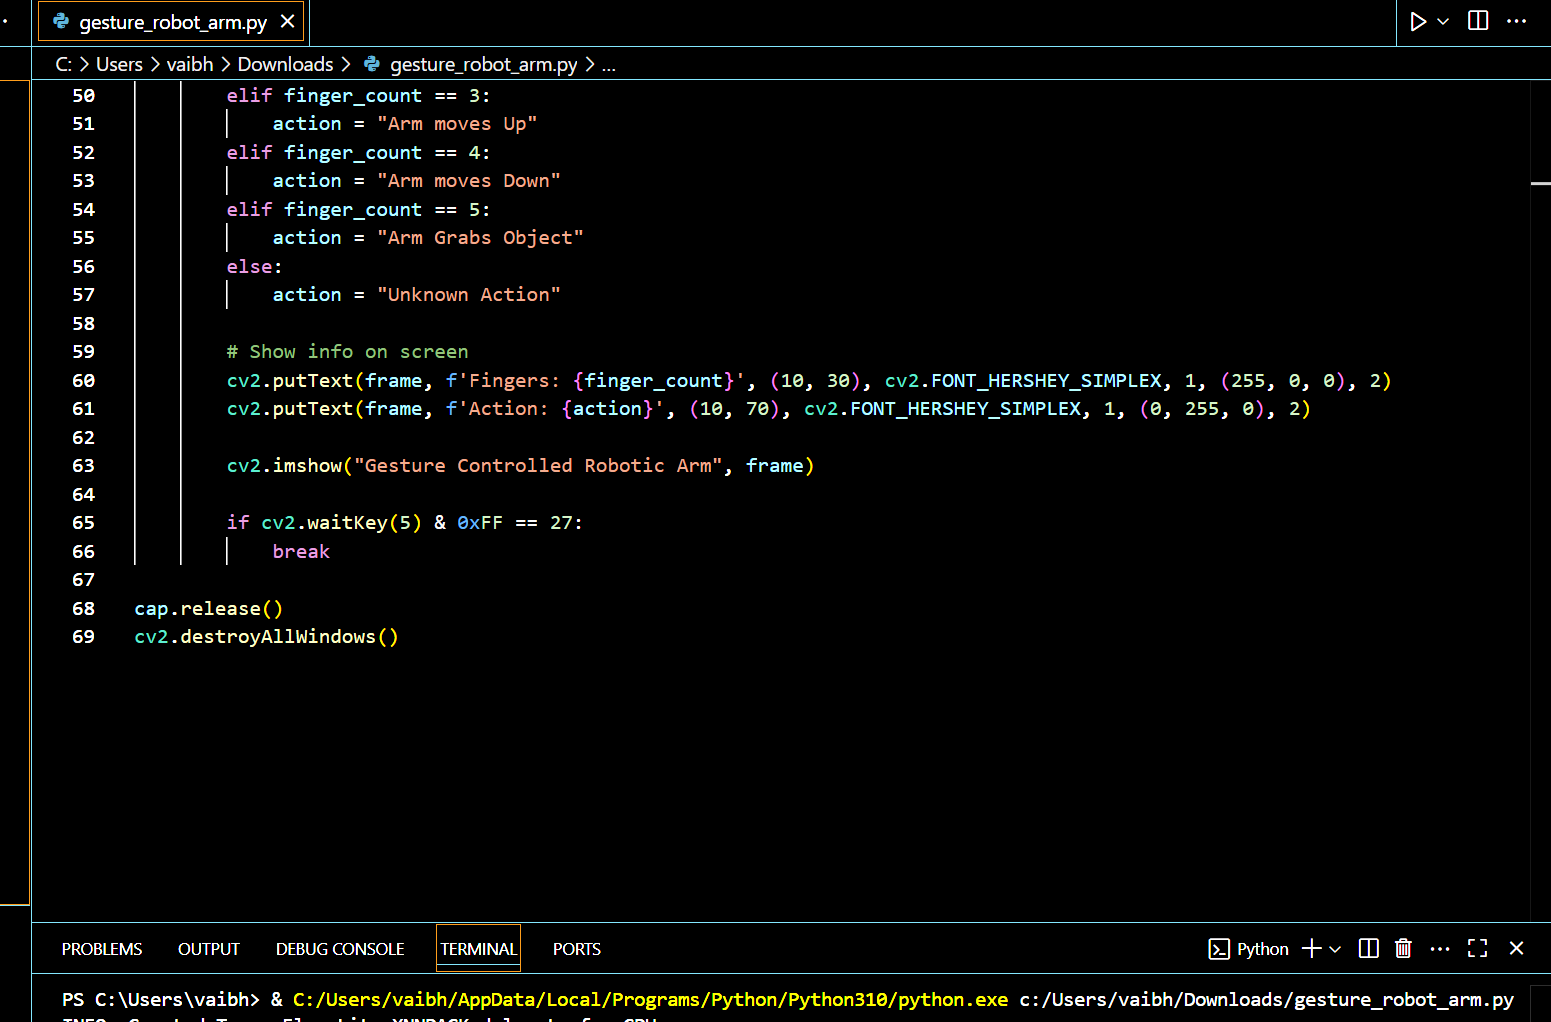 gesture_robot_arm.py
C: > Users > vaibh > Downloads > gesture_robot_arm.py > ...
50 elif finger_count == 3:
51 action = "Arm moves Up"
52 elif finger_count == 4:
53 action = "Arm moves Down"
54 elif finger_count == 5:
55 action = "Arm Grabs Object"
56 else:
57 action = "Unknown Action"
58
59 # Show info on screen
60 cv2.putText(frame, f'Fingers: {finger_count}', (10, 30), cv2.FONT_HERSHEY_SIMPLEX, 1, (255, 0, 0), 2)
61 cv2.putText(frame, f'Action: {action}', (10, 70), cv2.FONT_HERSHEY_SIMPLEX, 1, (0, 255, 0), 2)
62
63 cv2.imshow("Gesture Controlled Robotic Arm", frame)
64
65 if cv2.waitKey(5) & 0xFF == 27:
66 break
67
68 cap.release()
69 cv2.destroyAllWindows()
PROBLEMS OUTPUT DEBUG CONSOLE TERMINAL PORTS Python
PS C:\Users\vaibh> & C:/Users/vaibh/AppData/Local/Programs/Python/Python310/python.exe c:/Users/vaibh/Downloads/gesture_robot_arm.py